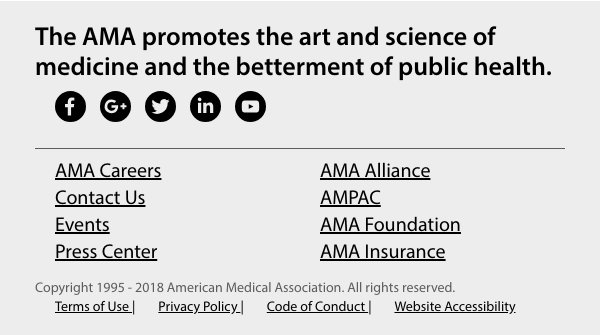 The AMA promotes the art and science of
medicine and the betterment of public health.
f G+ in
AMA Careers
AMA Alliance
Contact Us
AMPAC
Events
AMA Foundation
Press Center
AMA Insurance
Copyright 1995 - 2018 American Medical Association. All rights reserved.
Terms of Use | Privacy Policy | Code of Conduct | Website Accessibility